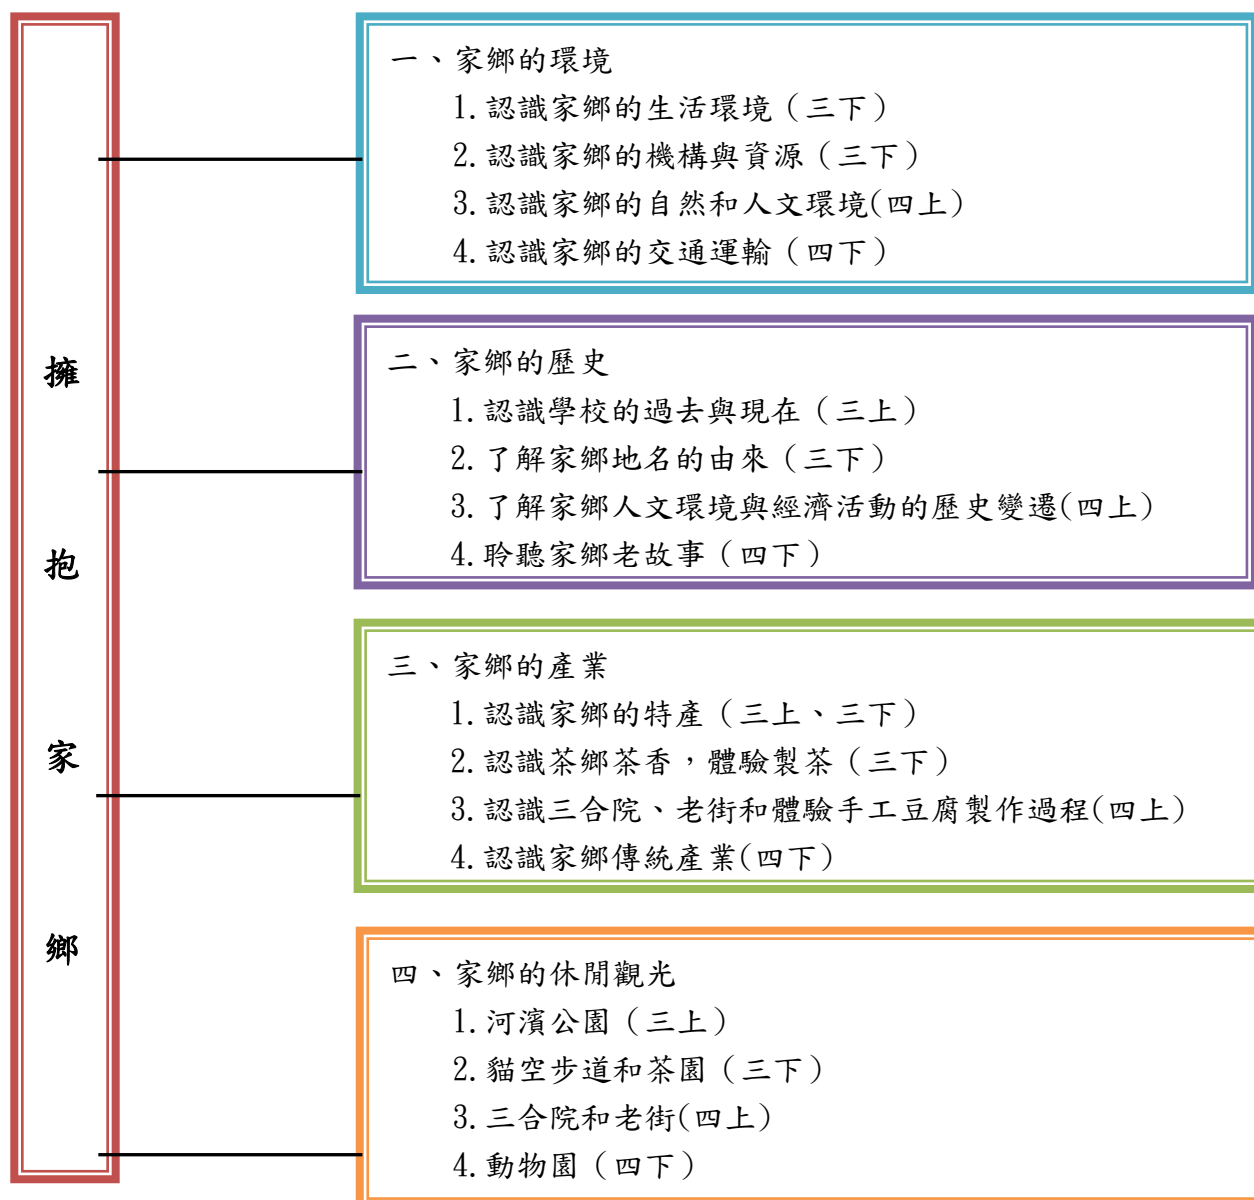 擁抱家鄉
一、家鄉的環境
1.認識家鄉的生活環境（三下）
2.認識家鄉的機構與資源（三下）
3.認識家鄉的自然和人文環境(四上)
4.認識家鄉的交通運輸（四下）
二、家鄉的歷史
1.認識學校的過去與現在（三上）
2.了解家鄉地名的由來（三下）
3.了解家鄉人文環境與經濟活動的歷史變遷(四上)
4.聆聽家鄉老故事（四下）
三、家鄉的產業
1.認識家鄉的特產（三上、三下）
2.認識茶鄉茶香，體驗製茶（三下）
3.認識三合院、老街和體驗手工豆腐製作過程(四上)
4.認識家鄉傳統產業(四下)
四、家鄉的休閒觀光
1.河濱公園（三上）
2.貓空步道和茶園（三下）
3.三合院和老街(四上)
4.動物園（四下）